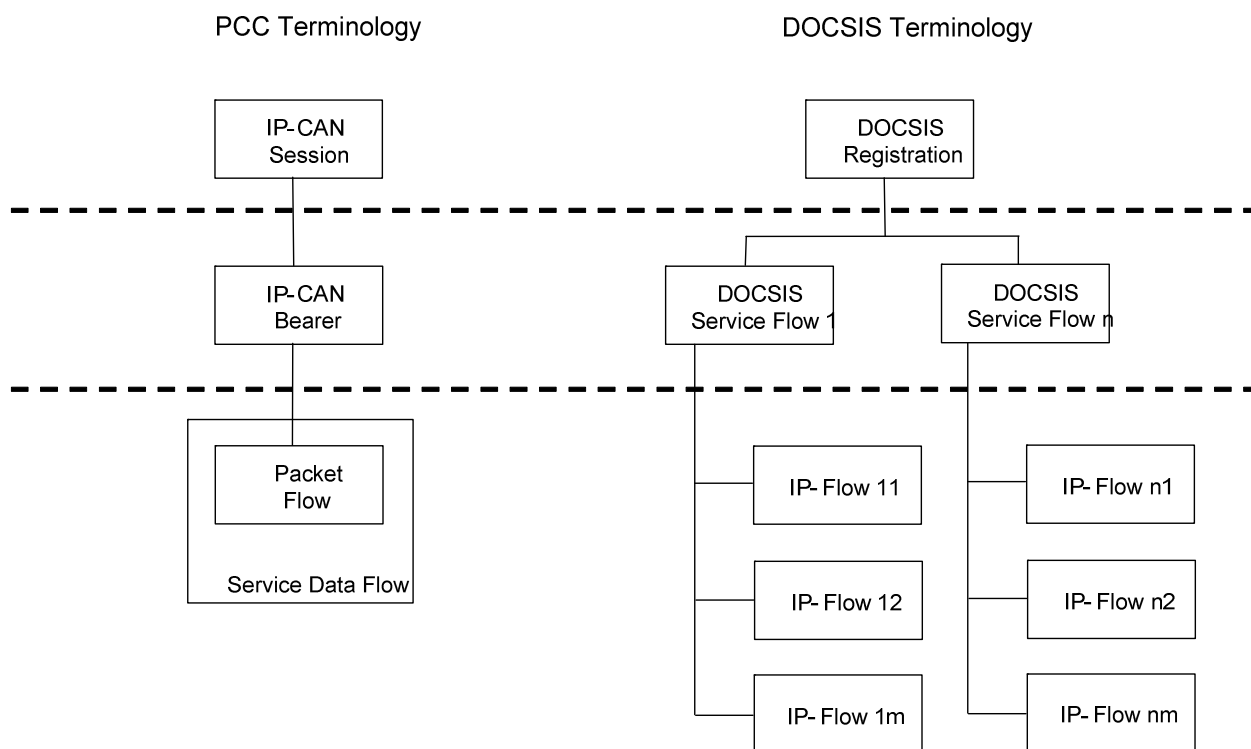 PCC Terminology
DOCSIS Terminology
IP-CAN
Session
DOCSIS
Registration
IP-CAN
Bearer
DOCSIS
Service Flow 1
DOCSIS
Service Flow n
Packet
Flow
Service Data Flow
IP- Flow 11
IP- Flow n1
IP- Flow 12
IP- Flow n2
IP-Flow 1m
IP- Flow nm